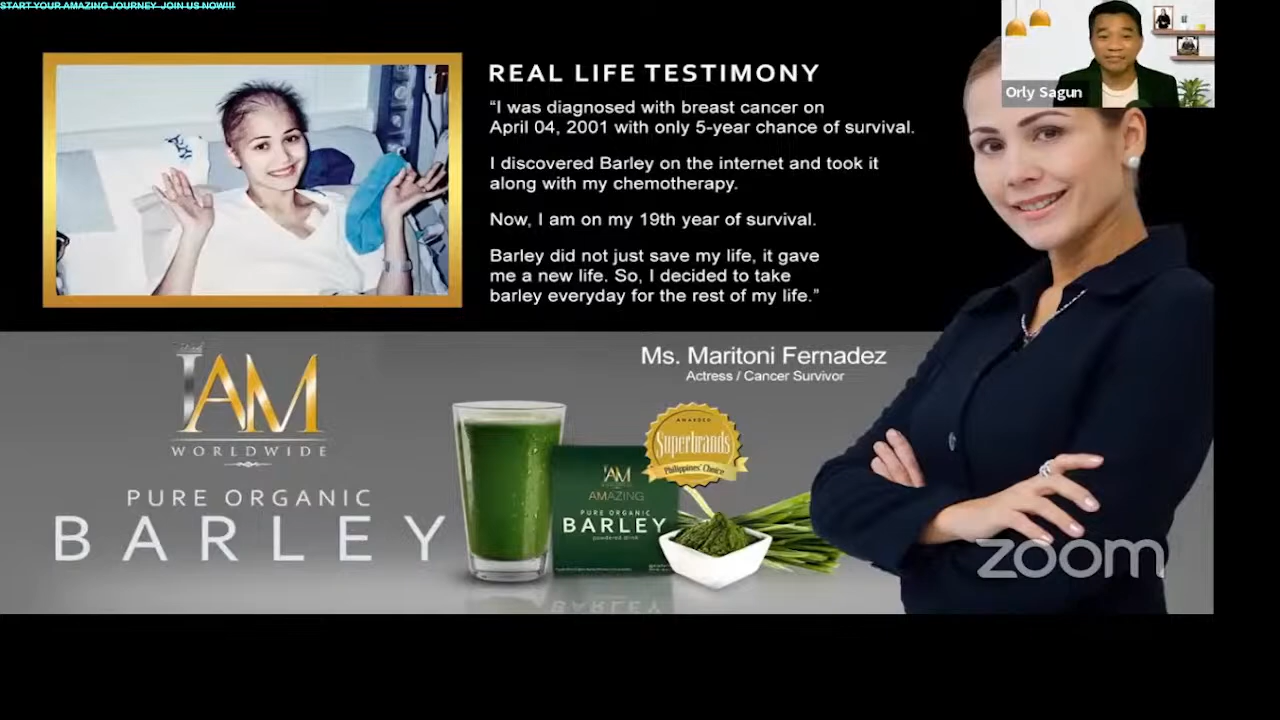 START YOUR AMAZING JOURNEY JOIN US NOW!!!
Orly Sagun
REAL LIFE TESTIMONY
“I was diagnosed with breast cancer on
April 04, 2001 with only 5-year chance of survival.
I discovered Barley on the internet and took it
along with my chemotherapy.
Now, I am on my 19th year of survival.
Barley did not just save my life, it gave
me a new life. So, I decided to take
barley everyday for the rest of my life.”
Ms. Maritoni Fernadez
Actress / Cancer Survivor
IAM
WORLDWIDE
PURE ORGANIC
BARLEY
AWARDED
Superbrands
Philippines' Choice
IAM
AMAZING
PURE ORGANIC
BARLEY
powdered drink
zoom